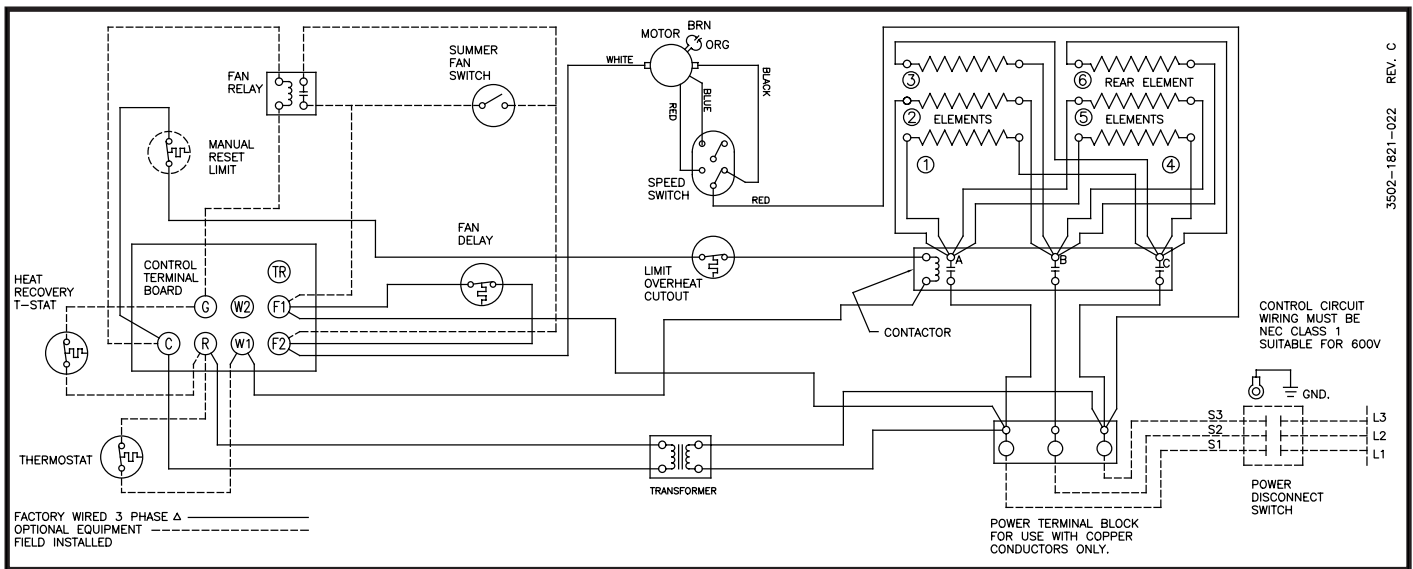 SUMMER
FAN
SWITCH
MOTOR
BRN
ORG
WHITE
RED
BLUE
BLACK
FAN
RELAY
MANUAL
RESET
LIMIT
SPEED
SWITCH
RED
3
2
1
ELEMENTS
6
REAR ELEMENT
5
ELEMENTS
4
3502-1821-022 REV. C
HEAT
RECOVERY
T-STAT
CONTROL
TERMINAL
BOARD
TR
G
W2
F1
C
R
W1
F2
FAN
DELAY
LIMIT
OVERHEAT
CUTOUT
A
B
C
CONTACTOR
CONTROL CIRCUIT
WIRING MUST BE
NEC CLASS 1
SUITABLE FOR 600V
GND.
S3
S2
S1
L3
L2
L1
POWER
DISCONNECT
SWITCH
THERMOSTAT
TRANSFORMER
FACTORY WIRED 3 PHASE Δ
OPTIONAL EQUIPMENT
FIELD INSTALLED
POWER TERMINAL BLOCK
FOR USE WITH COPPER
CONDUCTORS ONLY.